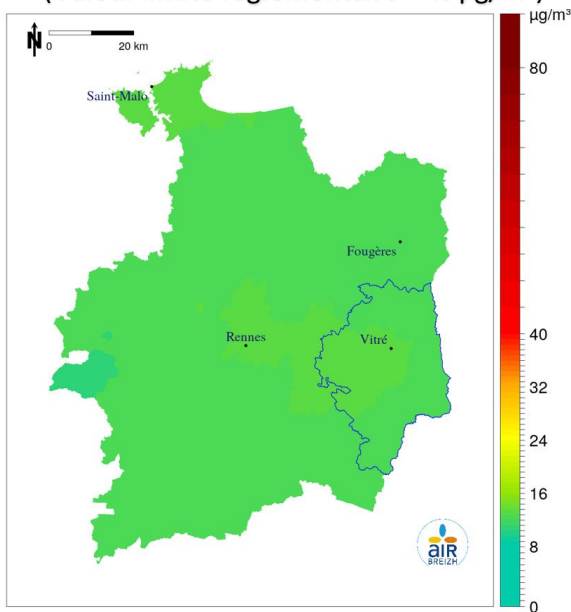 µg/m³
N
0 20 km
80
Saint-Malo
Fougères
Rennes
Vitré
40
32
24
16
8
0
aiR
BREIZH